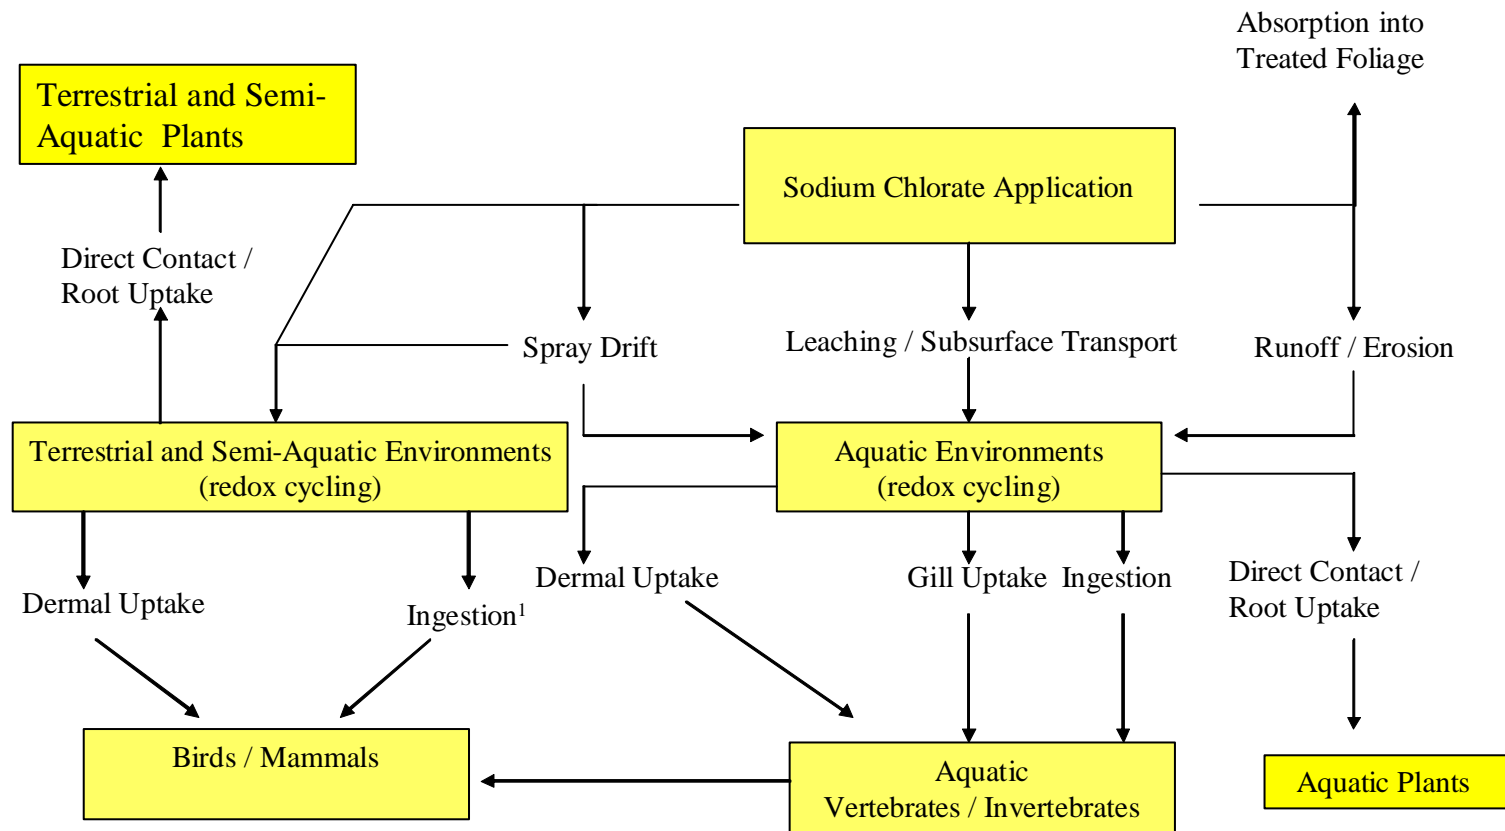 Absorption into
Treated Foliage
Terrestrial and Semi-
Aquatic Plants
Sodium Chlorate Application
Direct Contact /
Root Uptake
Spray Drift
Leaching / Subsurface Transport
Runoff / Erosion
Terrestrial and Semi-Aquatic Environments
(redox cycling)
Aquatic Environments
(redox cycling)
Dermal Uptake
Ingestion¹
Dermal Uptake
Gill Uptake
Ingestion
Direct Contact /
Root Uptake
Birds / Mammals
Aquatic
Vertebrates / Invertebrates
Aquatic Plants